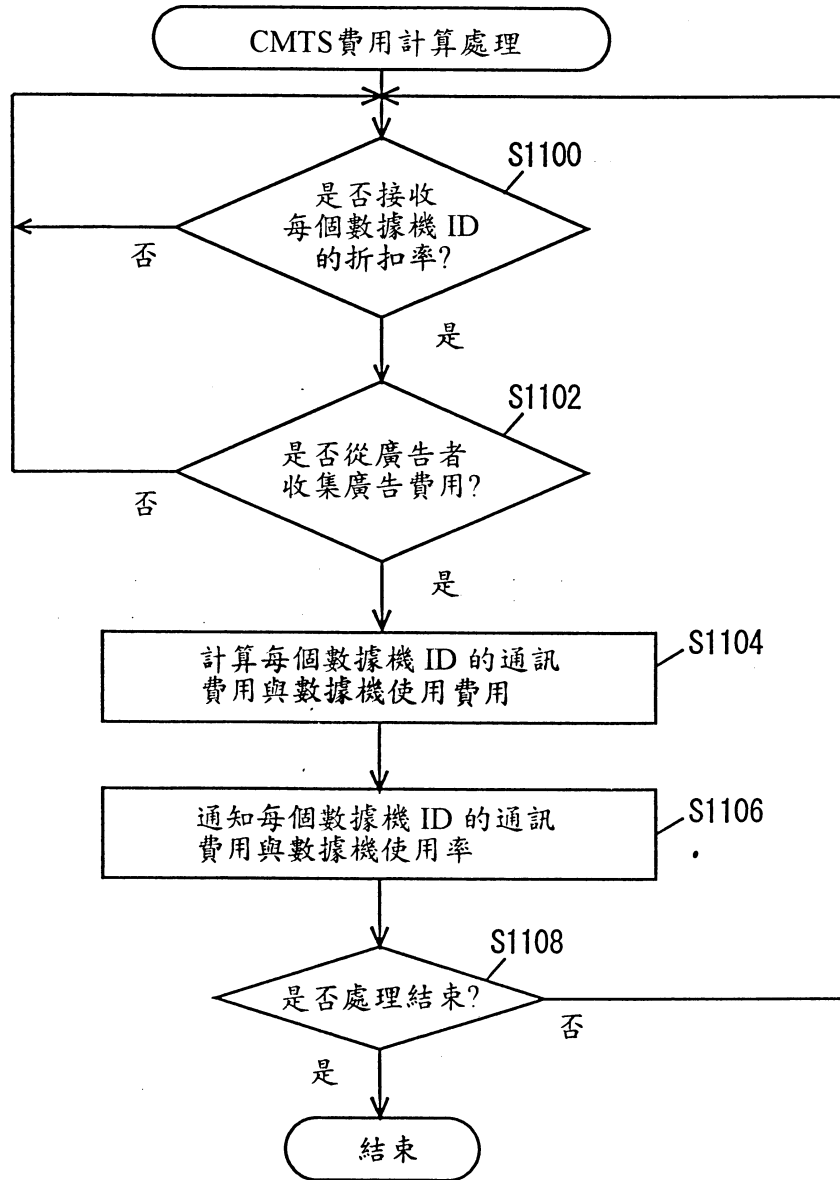 CMTS費用計算處理
S1100
是否接收
每個數據機 ID
的折扣率?
否
是
S1102
是否從廣告者
收集廣告費用?
否
是
S1104
計算每個數據機 ID 的通訊
費用與數據機使用費用
S1106
通知每個數據機 ID 的通訊
費用與數據機使用率
S1108
是否處理結束?
否
是
結束